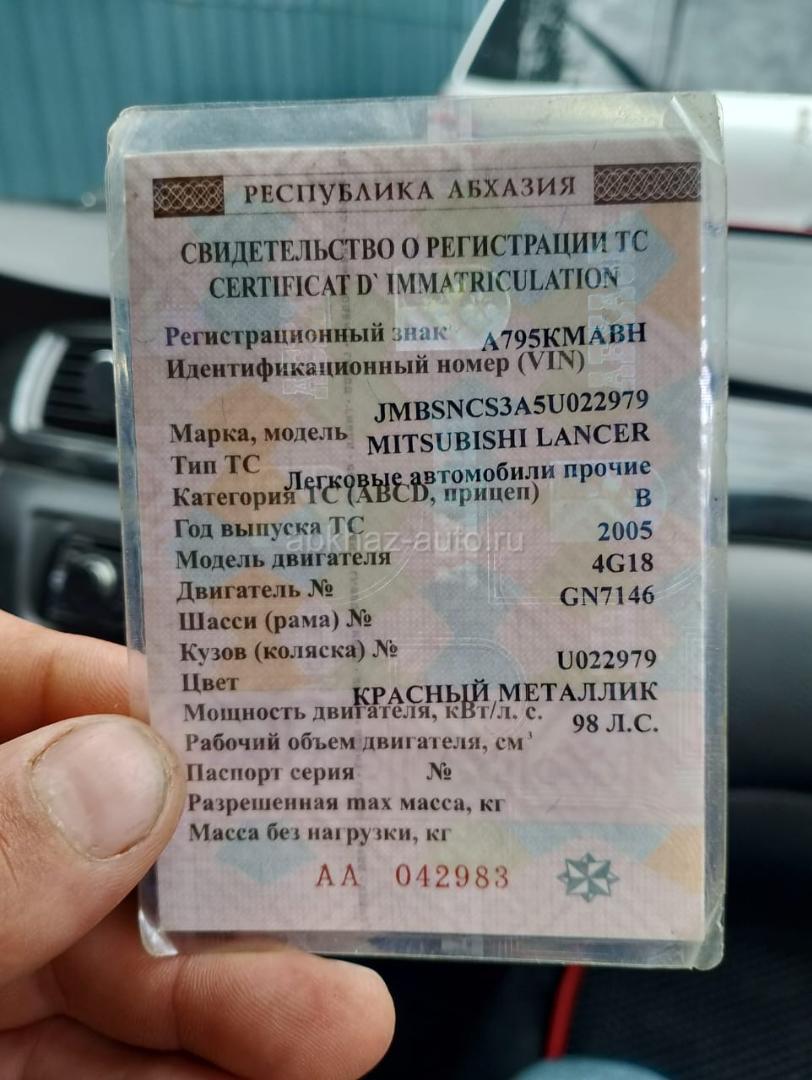 РЕСПУБЛИКА АБХАЗИЯ
СВИДЕТЕЛЬСТВО О РЕГИСТРАЦИИ ТС
CERTIFICAT D` IMMATRICULATION
Регистрационный знак А795КМАВН
Идентификационный номер (VIN)
JMBSNCS3A5U022979
Марка, модель MITSUBISHI LANCER
Тип ТС Легковые автомобили прочие
Категория ТС (ABCD, прицеп) B
Год выпуска ТС 2005
abkhaz-auto.ru
Модель двигателя 4G18
Двигатель № GN7146
Шасси (рама) №
Кузов (коляска) № U022979
Цвет КРАСНЫЙ МЕТАЛЛИК
Мощность двигателя, кВт/л. с. 98 Л.С.
Рабочий объем двигателя, см³
Паспорт серия №
Разрешенная max масса, кг
Масса без нагрузки, кг
АА 042983